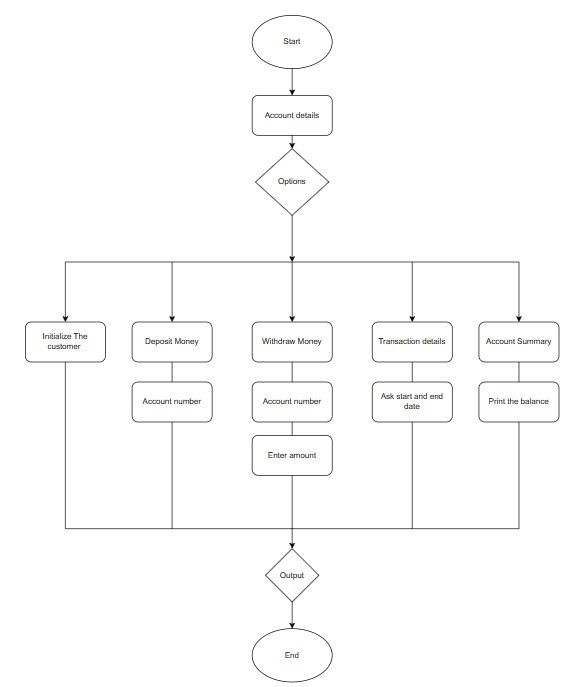 Start
Account details
Options
Initialize The
customer
Deposit Money
Withdraw Money
Transaction details
Account Summary
Account number
Account number
Ask start and end
date
Print the balance
Enter amount
Output
End